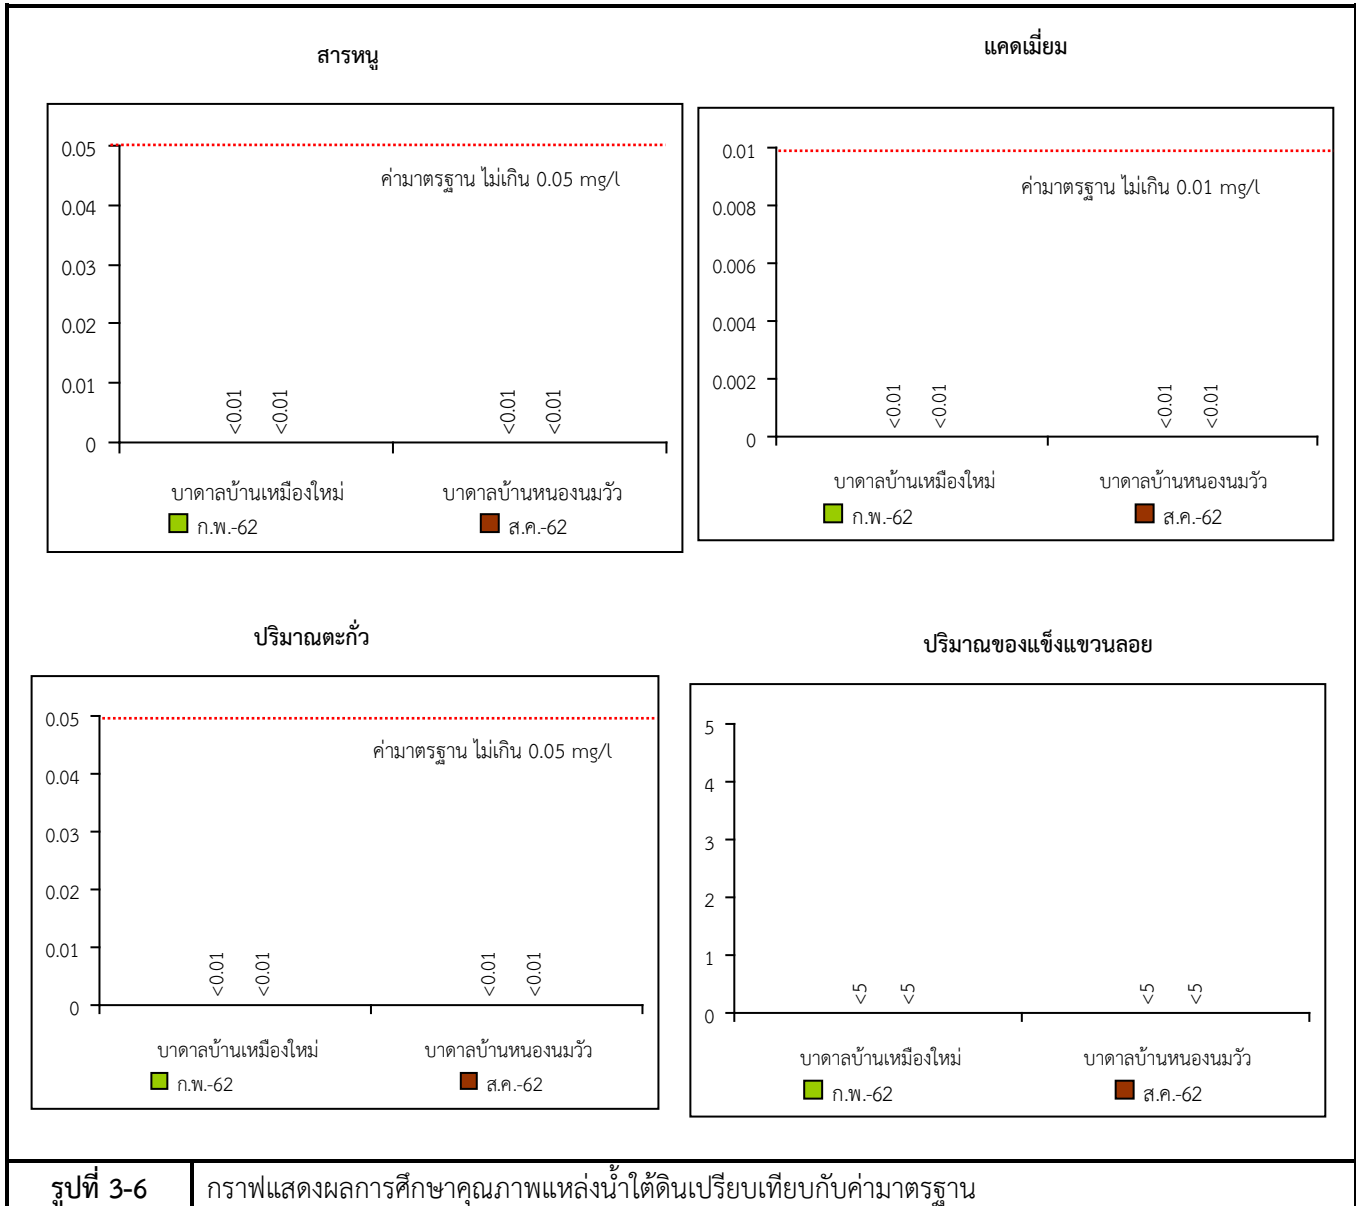 สารหนู
0.05
0.04
0.03
0.02
0.01
0
ค่ามาตรฐาน ไม่เกิน 0.05 mg/l
<0.01 <0.01 <0.01 <0.01
บาดาลบ้านเหมืองใหม่ บาดาลบ้านหนองนมวัว
ก.พ.-62 ส.ค.-62
แคดเมี่ยม
0.01
0.008
0.006
0.004
0.002
0
ค่ามาตรฐาน ไม่เกิน 0.01 mg/l
<0.01 <0.01 <0.01 <0.01
บาดาลบ้านเหมืองใหม่ บาดาลบ้านหนองนมวัว
ก.พ.-62 ส.ค.-62
ปริมาณตะกั่ว
0.05
0.04
0.03
0.02
0.01
0
ค่ามาตรฐาน ไม่เกิน 0.05 mg/l
<0.01 <0.01 <0.01 <0.01
บาดาลบ้านเหมืองใหม่ บาดาลบ้านหนองนมวัว
ก.พ.-62 ส.ค.-62
ปริมาณของแข็งแขวนลอย
5
4
3
2
1
0
<5 <5 <5 <5
บาดาลบ้านเหมืองใหม่ บาดาลบ้านหนองนมวัว
ก.พ.-62 ส.ค.-62
รูปที่ 3-6 กราฟแสดงผลการศึกษาคุณภาพแหล่งน้ำใต้ดินเปรียบเทียบกับค่ามาตรฐาน